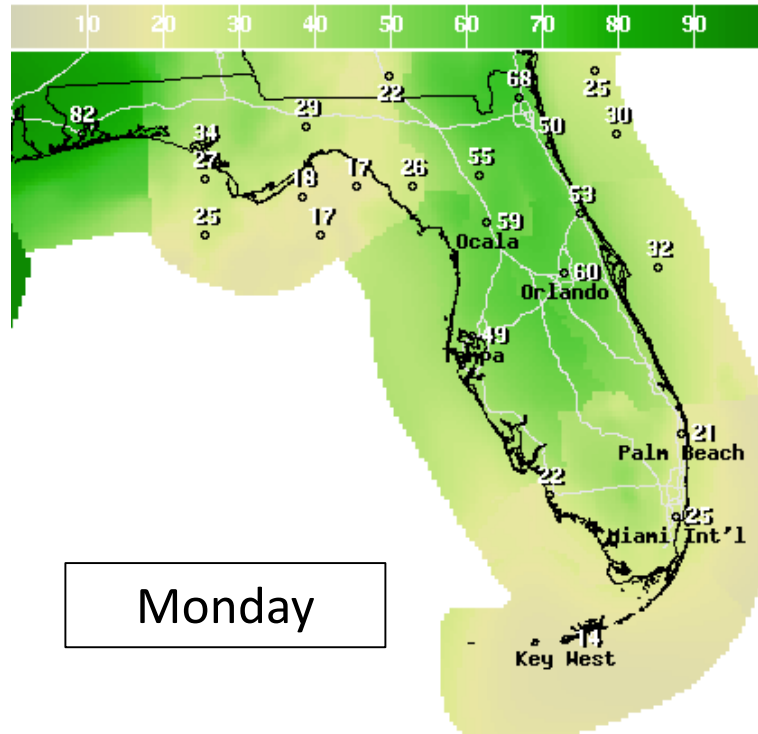 10 20 30 40 50 60 70 80 90
68
22 25
82 29 30
34 50
27 17 26 55
18
25 17 59 53
Ocala
32
60
Orlando
49
Tampa
21
Palm Beach
22
25
Miami Int'l
Monday
14
Key West